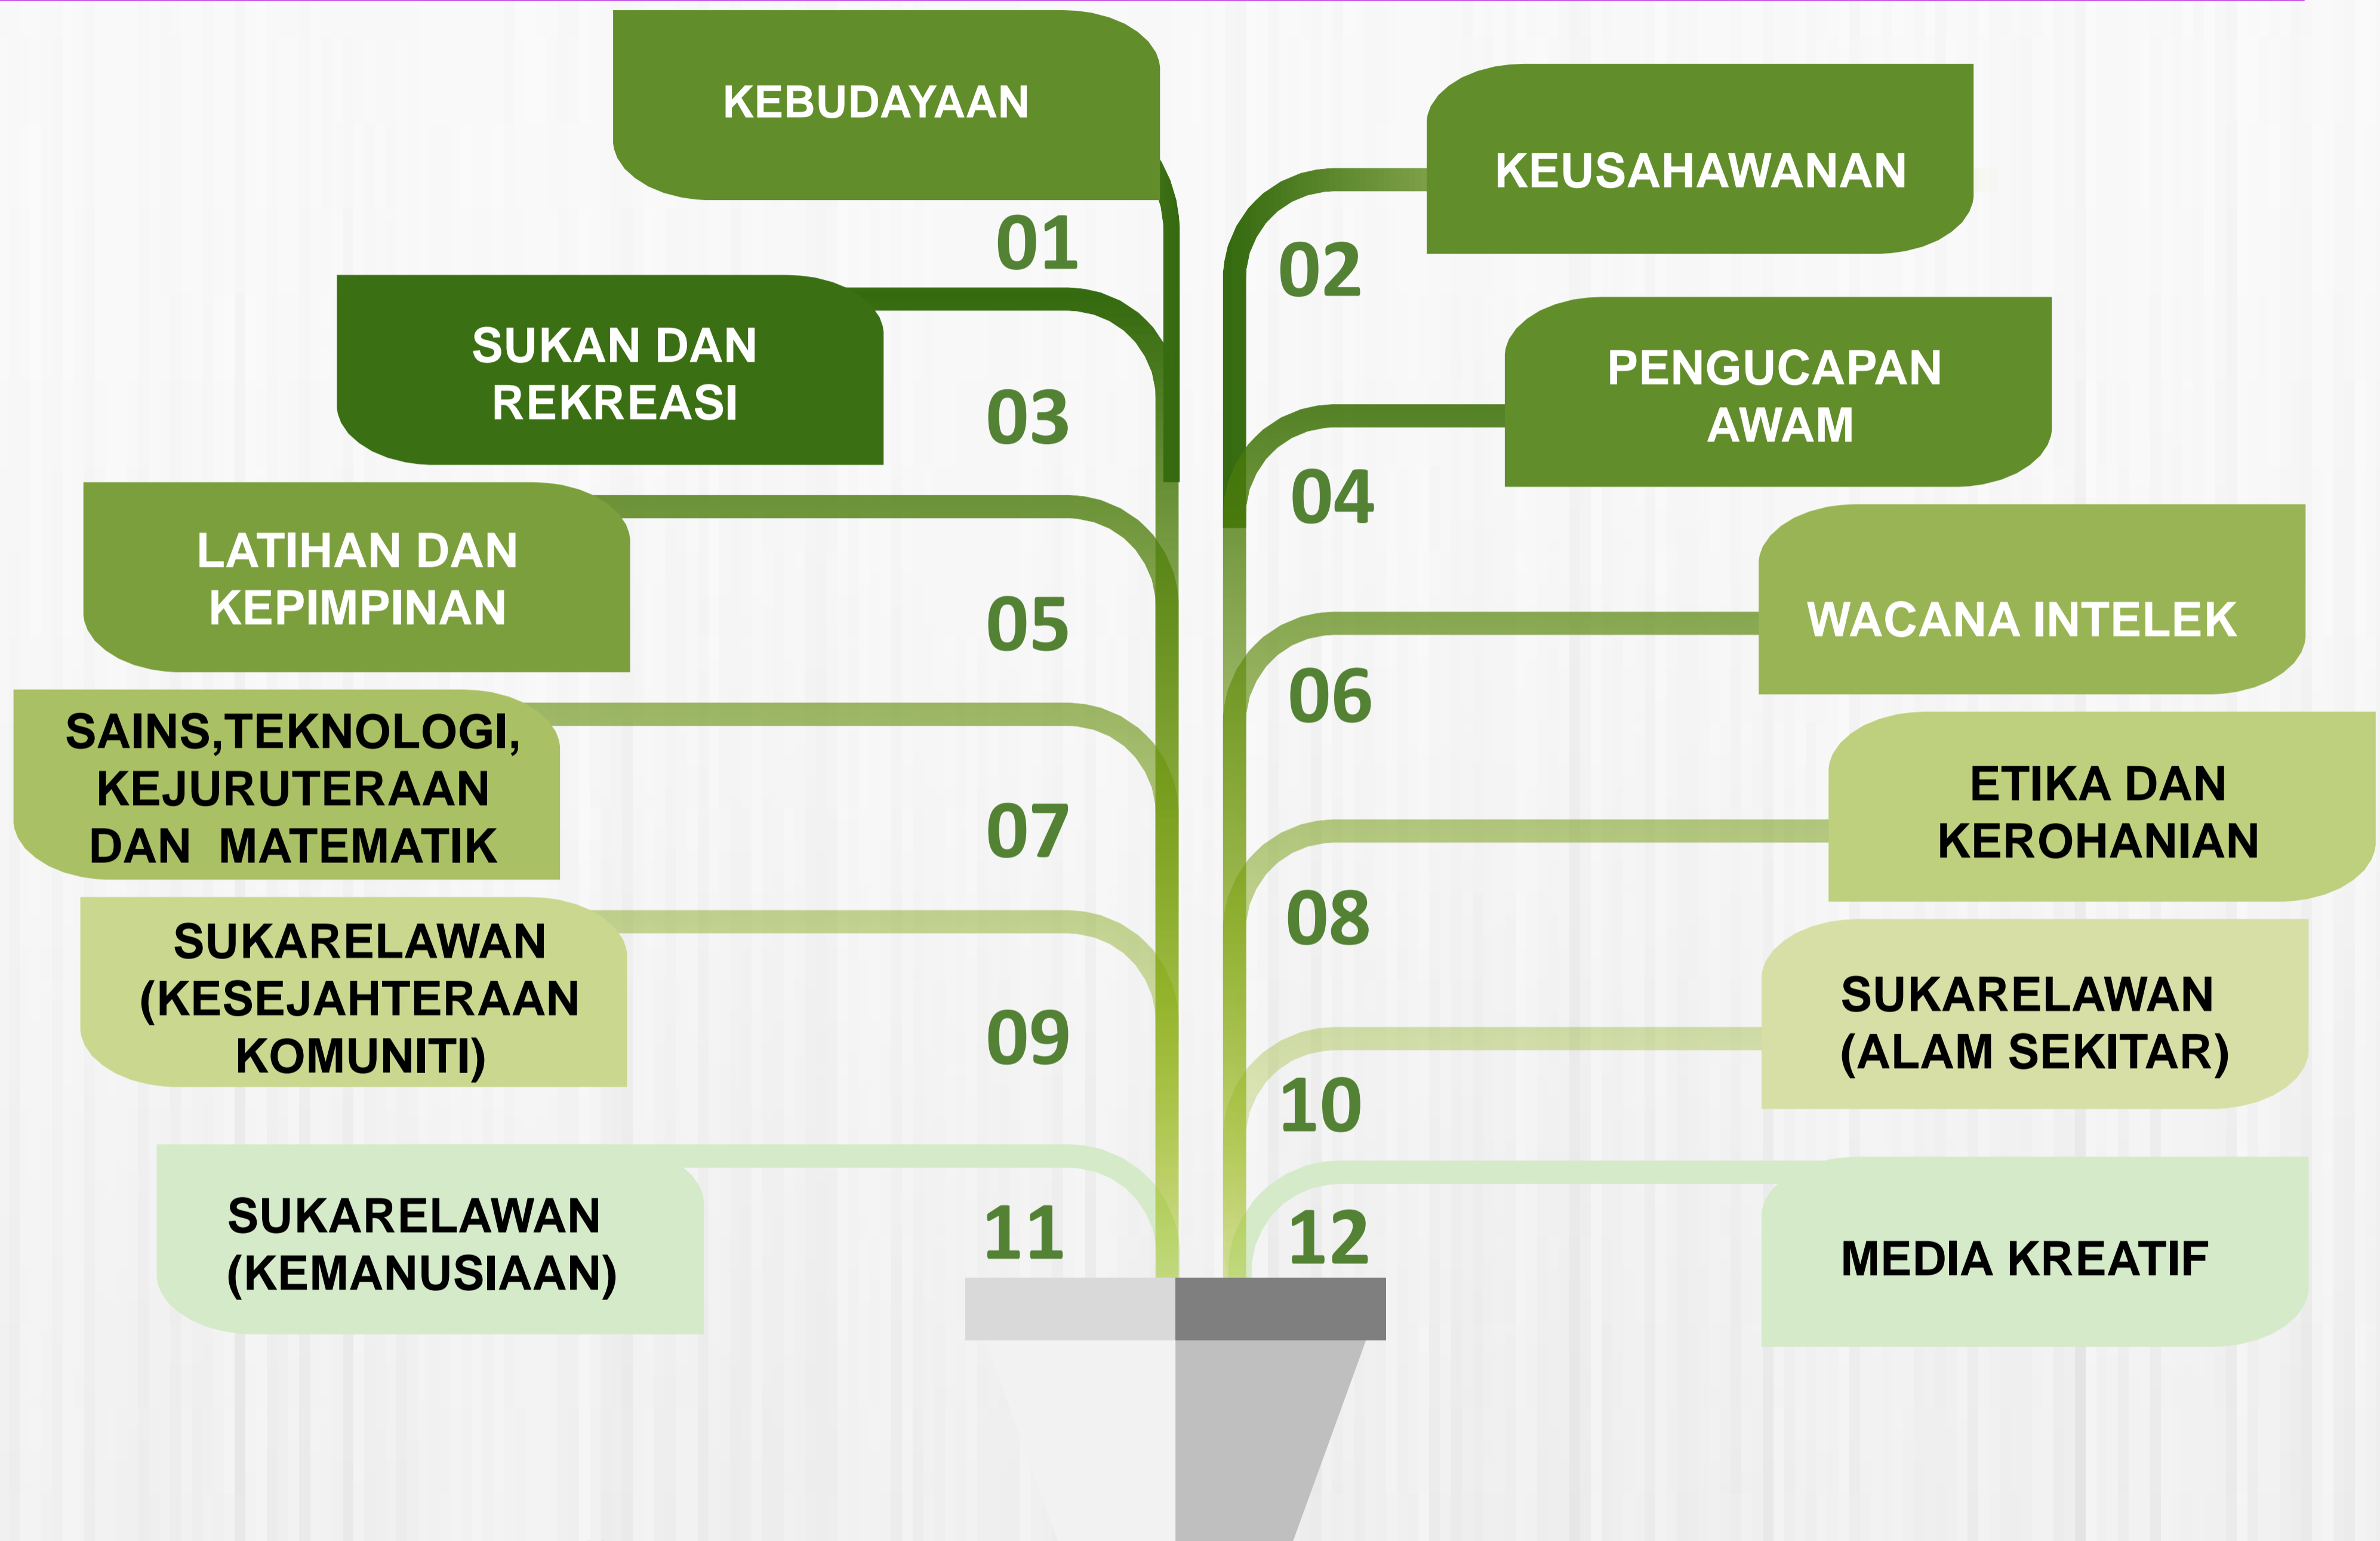 KEBUDAYAAN
01
KEUSAHAWANAN
02
SUKAN DAN
REKREASI
03
PENGUCAPAN
AWAM
04
LATIHAN DAN
KEPIMPINAN
05
WACANA INTELEK
06
SAINS,TEKNOLOGI,
KEJURUTERAAN
DAN  MATEMATIK
07
ETIKA DAN
KEROHANIAN
08
SUKARELAWAN
(KESEJAHTERAAN
KOMUNITI)
09
SUKARELAWAN
(ALAM SEKITAR)
10
SUKARELAWAN
(KEMANUSIAAN)
11
MEDIA KREATIF
12